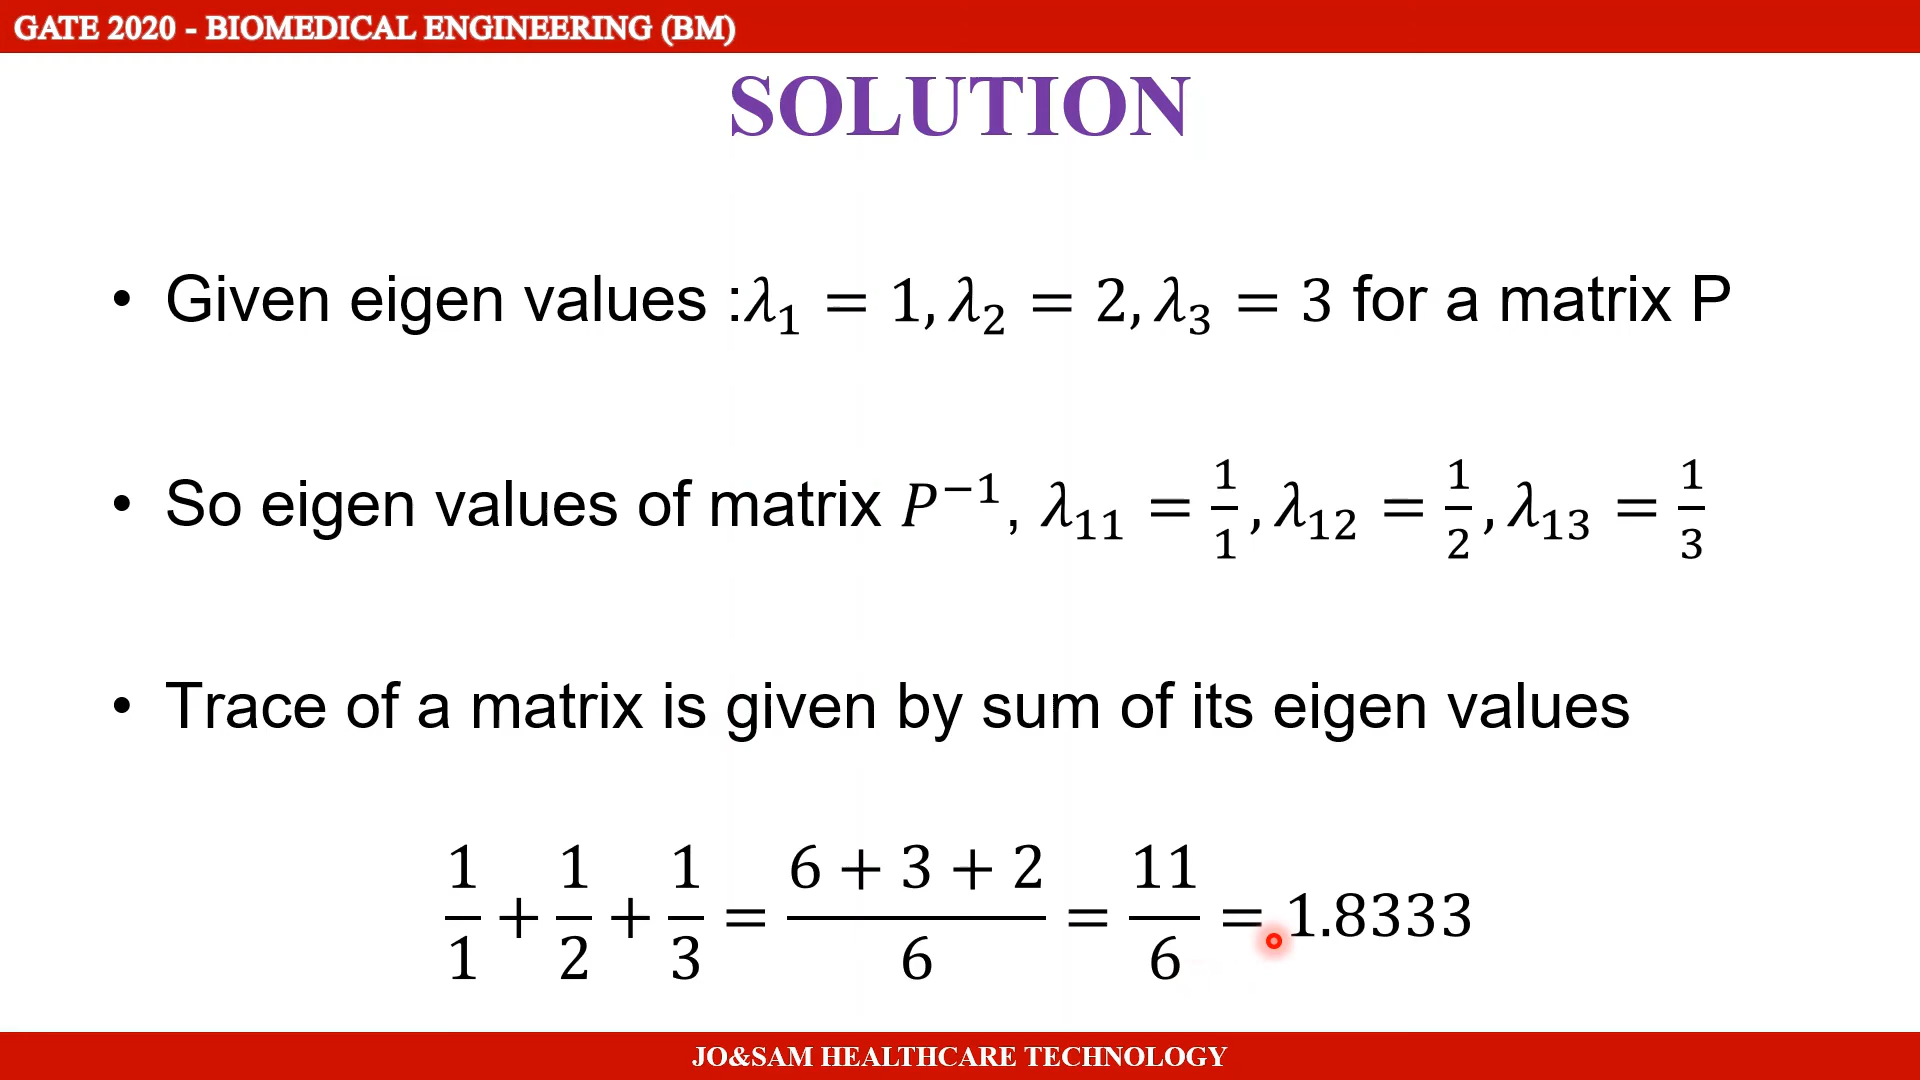 GATE 2020 - BIOMEDICAL ENGINEERING (BM)
SOLUTION
• Given eigen values :λ₁ = 1, λ₂ = 2, λ₃ = 3 for a matrix P
• So eigen values of matrix P⁻¹, λ₁₁ = 1/1, λ₁₂ = 1/2, λ₁₃ = 1/3
• Trace of a matrix is given by sum of its eigen values
1/1 + 1/2 + 1/3 = (6 + 3 + 2)/6 = 11/6 = 1.8333
JO&SAM HEALTHCARE TECHNOLOGY